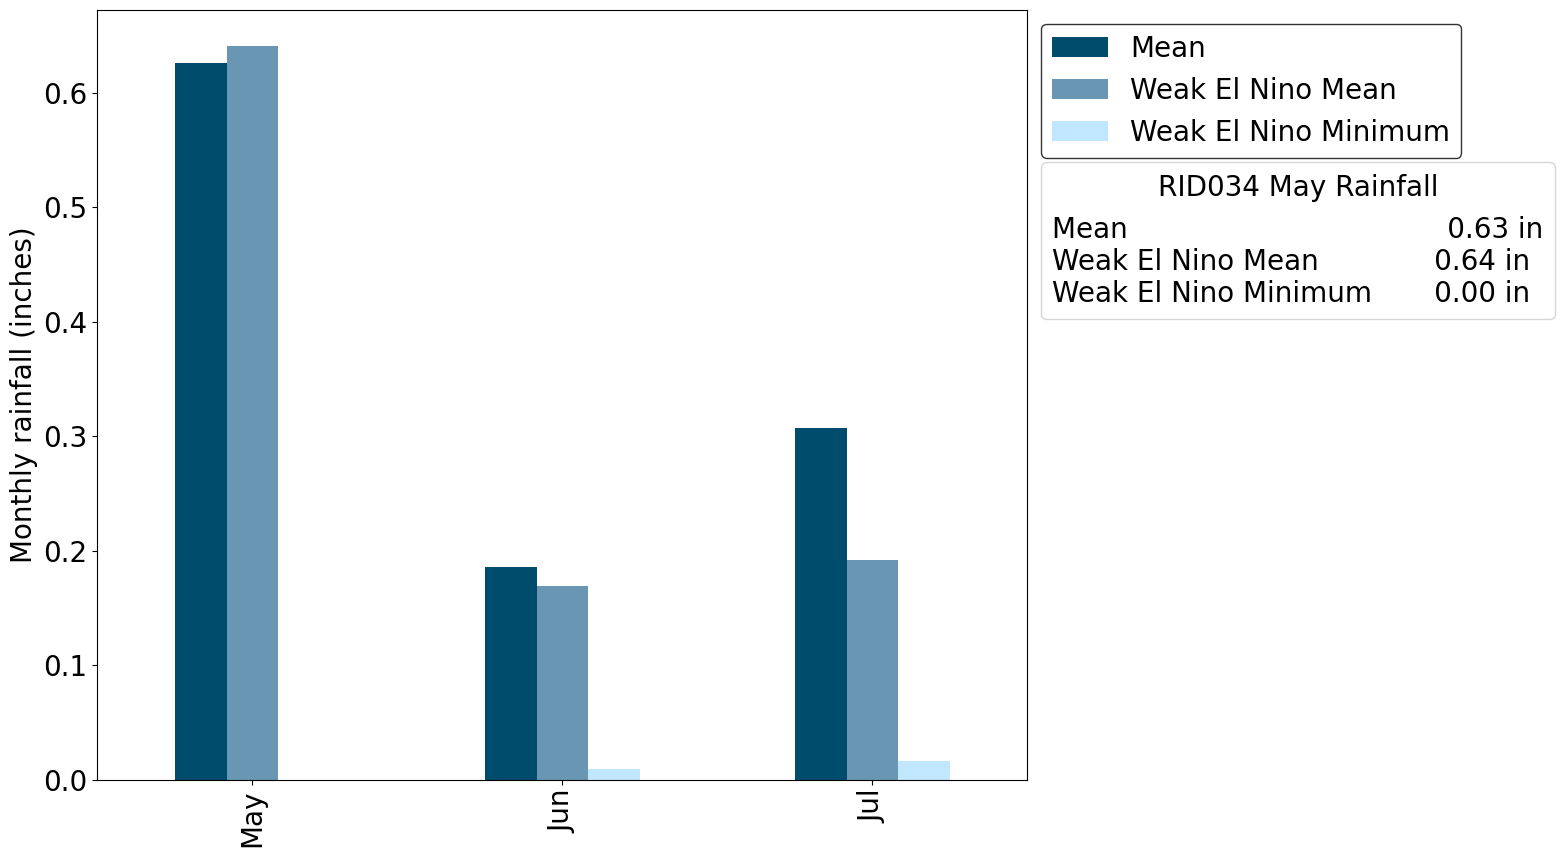 Mean
Weak El Nino Mean
Weak El Nino Minimum
RID034 May Rainfall
Mean 0.63 in
Weak El Nino Mean 0.64 in
Weak El Nino Minimum 0.00 in
Monthly rainfall (inches)
0.6
0.5
0.4
0.3
0.2
0.1
0.0
May
Jun
Jul